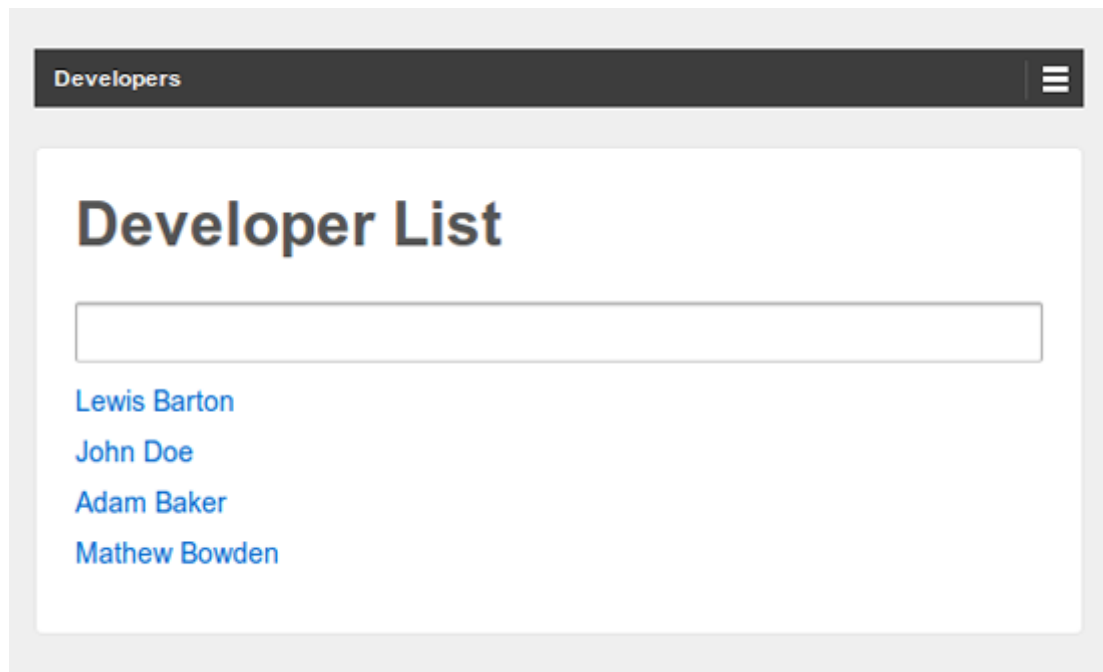 Developers
Developer List
Lewis Barton
John Doe
Adam Baker
Mathew Bowden